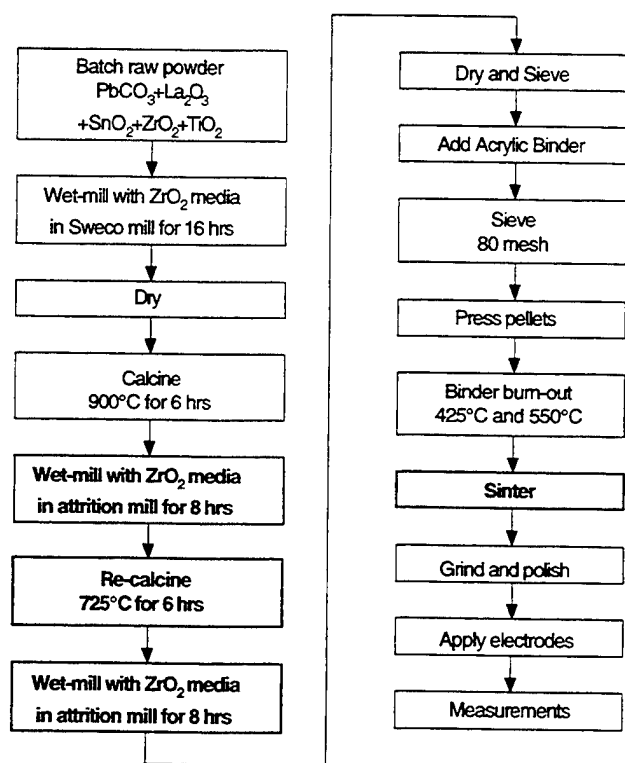 Batch raw powder
PbCO₃+La₂O₃
+SnO₂+ZrO₂+TiO₂
Wet-mill with ZrO₂ media
in Sweco mill for 16 hrs
Dry
Calcine
900°C for 6 hrs
Wet-mill with ZrO₂ media
in attrition mill for 8 hrs
Re-calcine
725°C for 6 hrs
Wet-mill with ZrO₂ media
in attrition mill for 8 hrs
Dry and Sieve
Add Acrylic Binder
Sieve
80 mesh
Press pellets
Binder burn-out
425°C and 550°C
Sinter
Grind and polish
Apply electrodes
Measurements